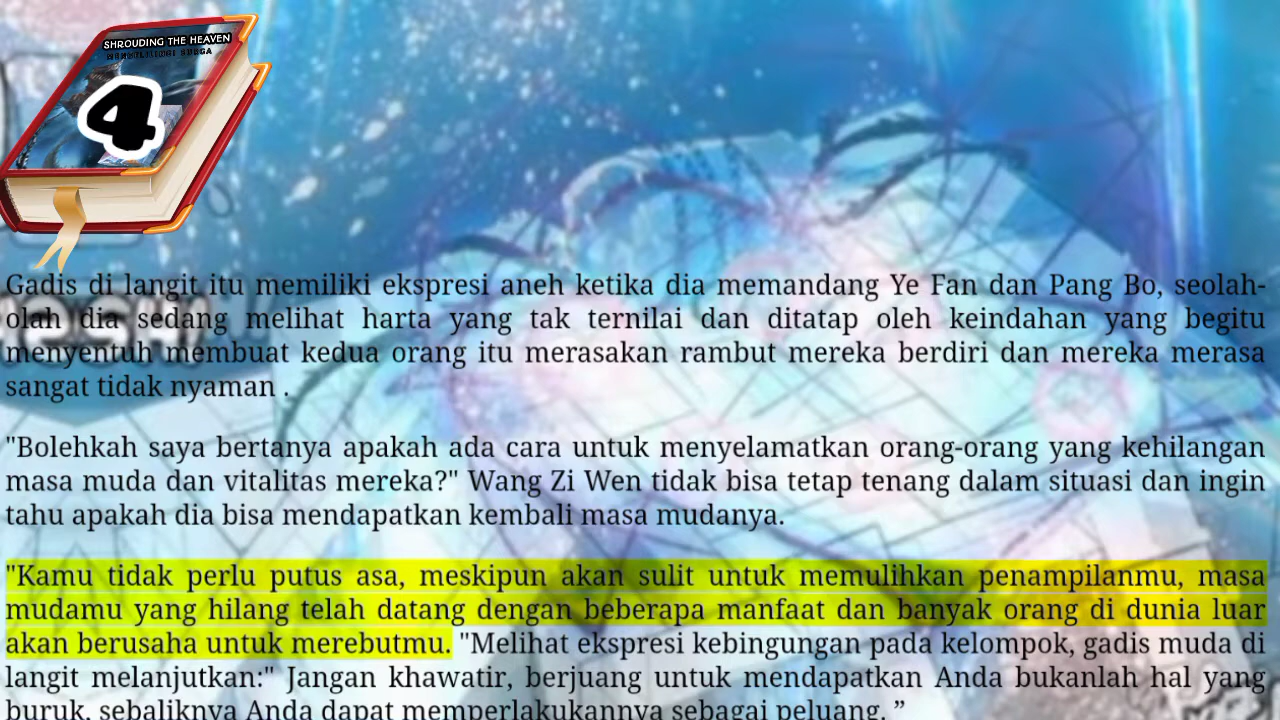 SHROUDING THE HEAVEN
4
Gadis di langit itu memiliki ekspresi aneh ketika dia memandang Ye Fan dan Pang Bo, seolah-
olah dia sedang melihat harta yang tak ternilai dan ditatap oleh keindahan yang begitu
menyentuh membuat kedua orang itu merasakan rambut mereka berdiri dan mereka merasa
sangat tidak nyaman .
"Bolehkah saya bertanya apakah ada cara untuk menyelamatkan orang-orang yang kehilangan
masa muda dan vitalitas mereka?" Wang Zi Wen tidak bisa tetap tenang dalam situasi dan ingin
tahu apakah dia bisa mendapatkan kembali masa mudanya.
"Kamu tidak perlu putus asa, meskipun akan sulit untuk memulihkan penampilanmu, masa
mudamu yang hilang telah datang dengan beberapa manfaat dan banyak orang di dunia luar
akan berusaha untuk merebutmu. "Melihat ekspresi kebingungan pada kelompok, gadis muda di
langit melanjutkan:" Jangan khawatir, berjuang untuk mendapatkan Anda bukanlah hal yang
buruk, sebaliknya Anda dapat memperlakukannya sebagai peluang. ”